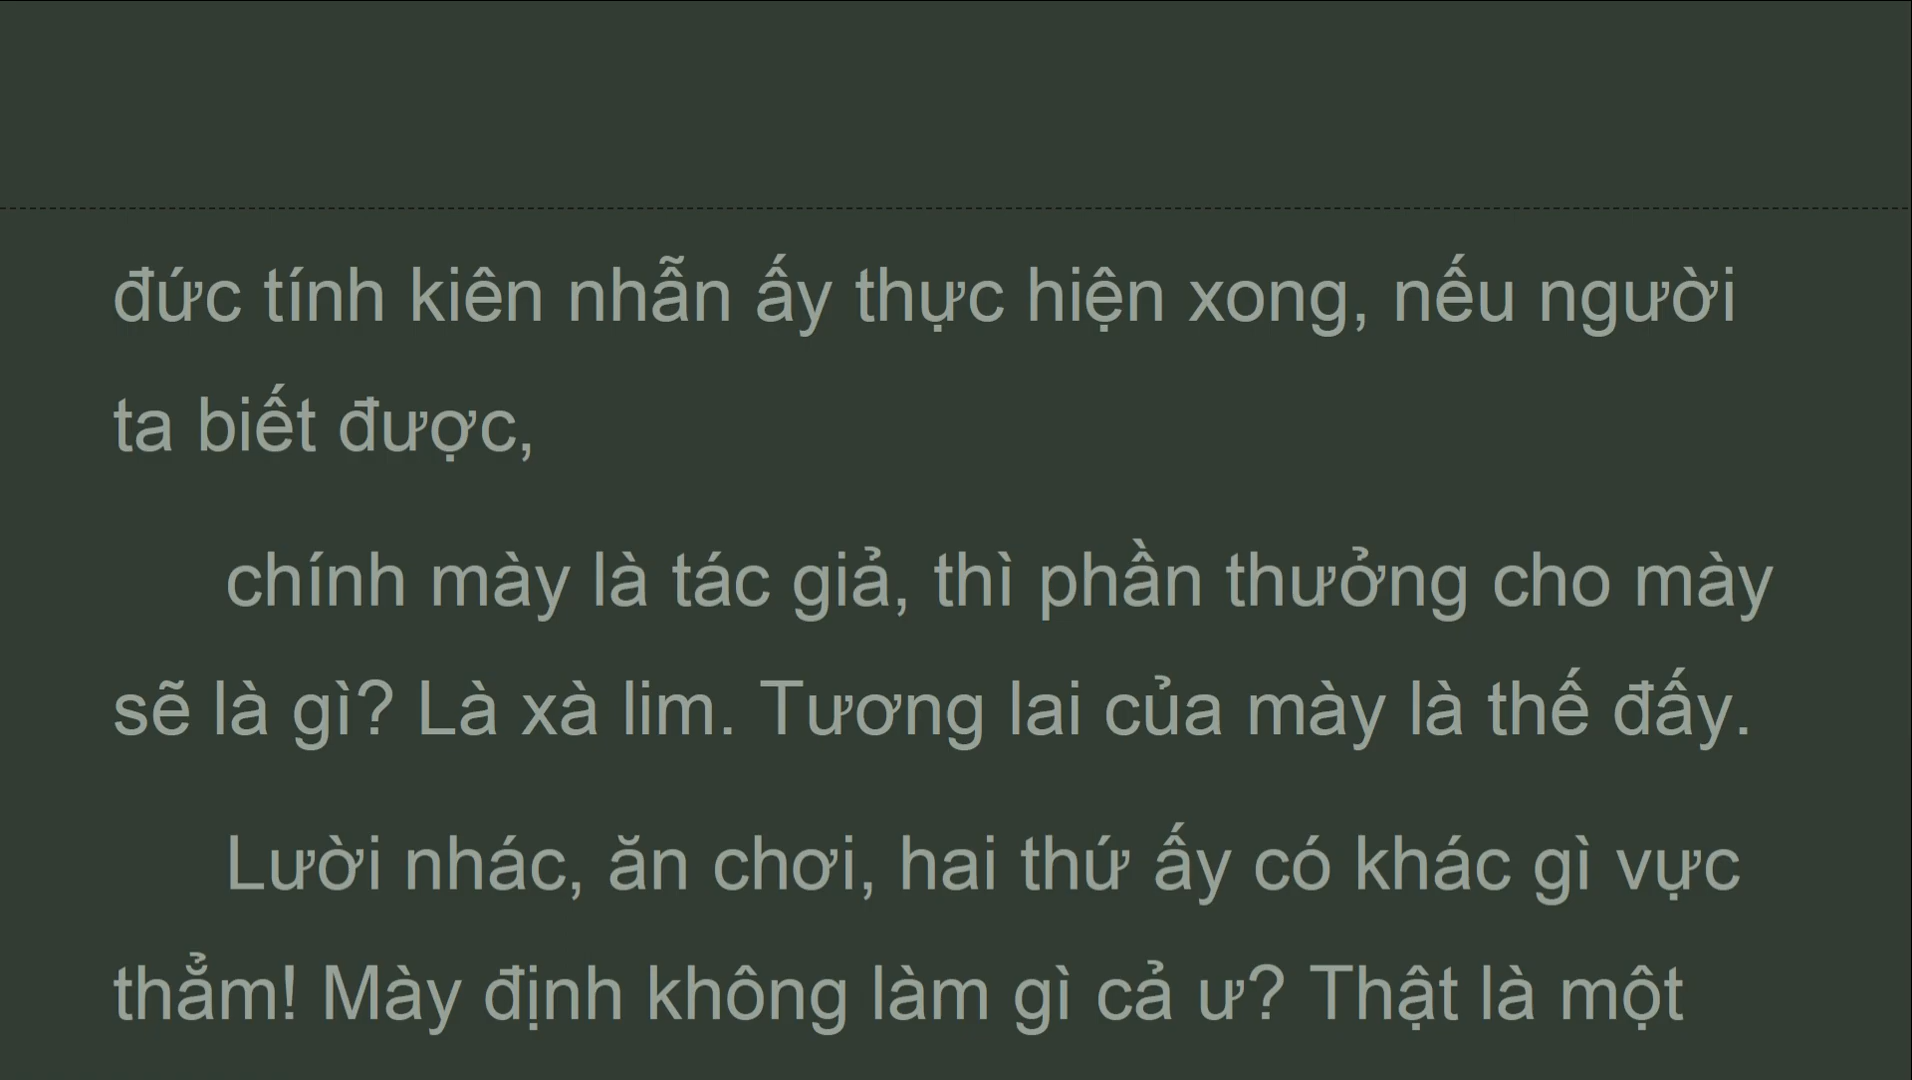 đức tính kiên nhẫn ấy thực hiện xong, nếu người
ta biết được,
chính mày là tác giả, thì phần thưởng cho mày
sẽ là gì? Là xà lim. Tương lai của mày là thế đấy.
Lười nhác, ăn chơi, hai thứ ấy có khác gì vực
thẳm! Mày định không làm gì cả ư? Thật là một